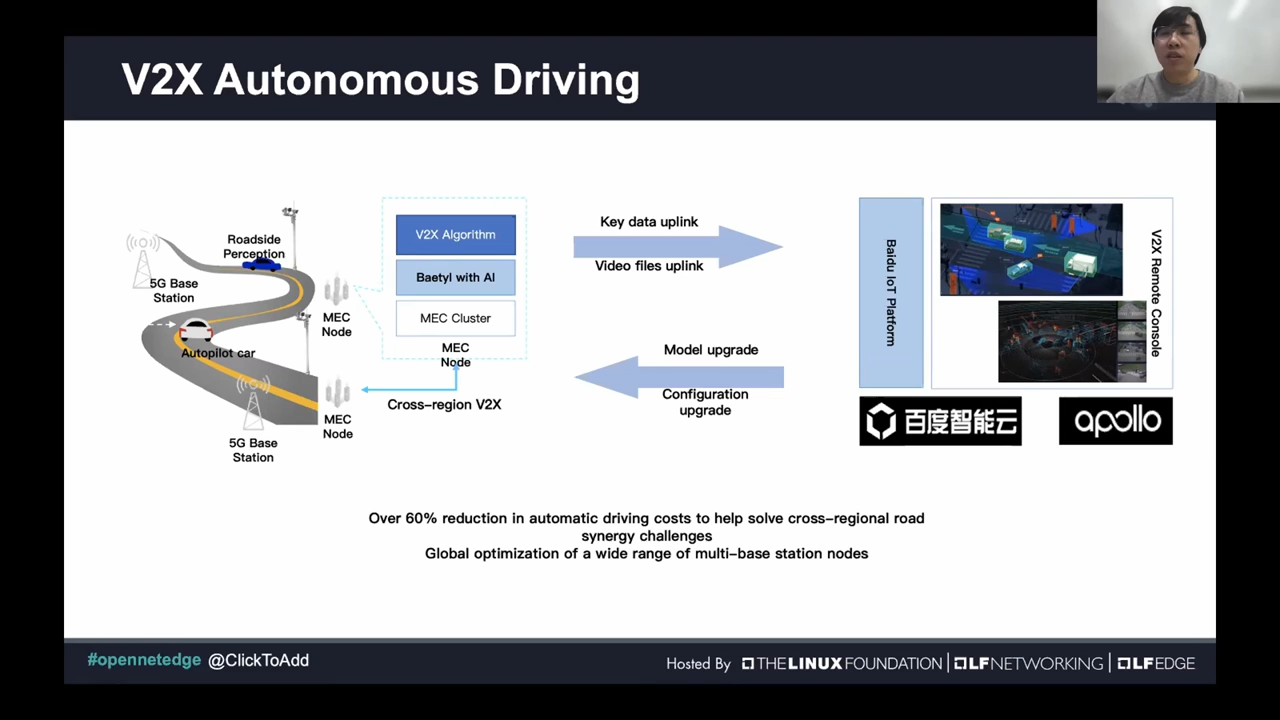 V2X Autonomous Driving
Roadside
Perception
5G Base
Station
MEC
Node
Autopilot car
MEC
Node
5G Base
Station
V2X Algorithm
Baetyl with AI
MEC Cluster
MEC
Node
Cross-region V2X
Key data uplink
Video files uplink
Model upgrade
Configuration
upgrade
Baidu IoT Platform
V2X Remote Console
百度智能云
apollo
Over 60% reduction in automatic driving costs to help solve cross-regional road
synergy challenges
Global optimization of a wide range of multi-base station nodes
#opennetedge @ClickToAdd
Hosted By THE LINUX FOUNDATION | LFNETWORKING | LFEDGE